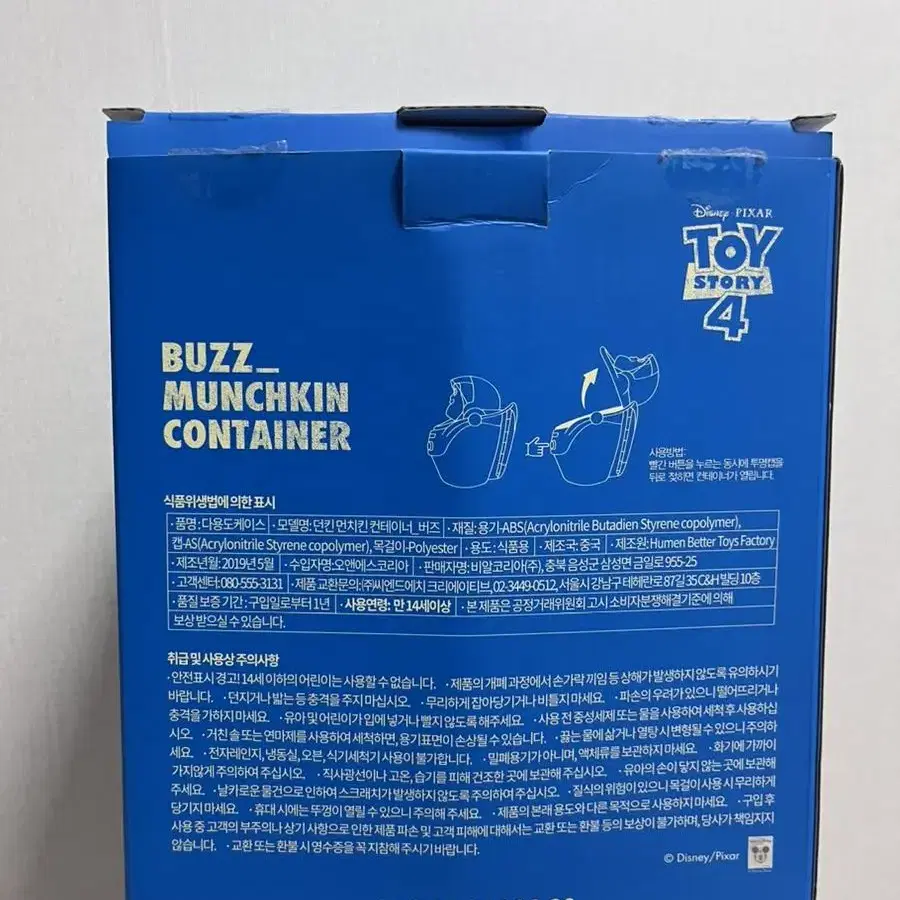 Disney PIXAR
TOY
STORY
4
BUZZ_
MUNCHKIN
CONTAINER
사용방법:
빨간 버튼을 누르는 동시에 투명캡을
뒤로 젖히면 컨테이너가 열립니다.
식품위생법에 의한 표시
· 품명 : 다용도케이스 · 모델명 : 던킨 먼치킨 컨테이너_버즈 · 재질 : 용기-ABS(Acrylonitrile Butadien Styrene copolymer),
캡-AS(Acrylonitrile Styrene copolymer), 목걸이-Polyester · 용도 : 식품용 · 제조국 : 중국 · 제조원 : Humen Better Toys Factory
· 제조년월 : 2019년 5월 · 수입자명 : 오앤에스코리아 · 판매자명 : 비알코리아(주), 충북 음성군 삼성면 금일로 955-25
· 고객센터 : 080-555-3131 · 제품 교환문의 : (주)씨엔드에치 크리에이티브, 02-3449-0512, 서울시 강남구 테헤란로 87길 35 C&H 빌딩 10층
· 품질 보증 기간 : 구입일로부터 1년 · 사용연령 : 만 14세이상 · 본 제품은 공정거래위원회 고시 소비자분쟁해결기준에 의해
보상 받으실 수 있습니다.
취급 및 사용상 주의사항
· 안전표시 경고! 14세 이하의 어린이는 사용할 수 없습니다. · 제품의 개폐 과정에서 손가락 끼임 등 상해가 발생하지 않도록 유의하시기
바랍니다. · 던지거나 밟는 등 충격을 주지 마십시오. · 무리하게 잡아당기거나 비틀지 마세요. · 파손의 우려가 있으니 떨어뜨리거나
충격을 가하지 마세요. · 유아 및 어린이가 입에 넣거나 빨지 않도록 해주세요. · 사용 전 중성세제 또는 물을 사용하여 세척 후 사용하십
시오. · 거친 솔 또는 연마제를 사용하여 세척하면, 용기표면이 손상될 수 있습니다. · 끓는 물에 삶거나 열탕 시 변형될 수 있으니 주의하
세요. · 전자레인지, 냉동실, 오븐, 식기세척기 사용이 불가합니다. · 밀폐용기가 아니며, 액체류를 보관하지 마세요. · 화기에 가까이
가지않게 주의하여 주십시오. · 직사광선이나 고온, 습기를 피해 건조한 곳에 보관해 주십시오. · 유아의 손이 닿지 않는 곳에 보관해
주세요. · 날카로운물건으로 인하여 스크래치가 발생하지 않도록 주의하여 주십시오. · 질식의 위험이 있으니 목걸이 사용 시 무리하게
당기지 마세요. · 휴대 시에는 뚜껑이 열릴 수 있으니 주의해 주세요. · 제품의 본래 용도와 다른 목적으로 사용하지 마세요. · 구입 후
사용 중 고객의 부주의나 상기 사항으로 인한 제품 파손 및 고객 피해에 대해서는 교환 또는 환불 등의 보상이 불가하며, 당사가 책임지지
않습니다. · 교환 또는 환불 시 영수증을 꼭 지참해 주시기 바랍니다.
© Disney/Pixar